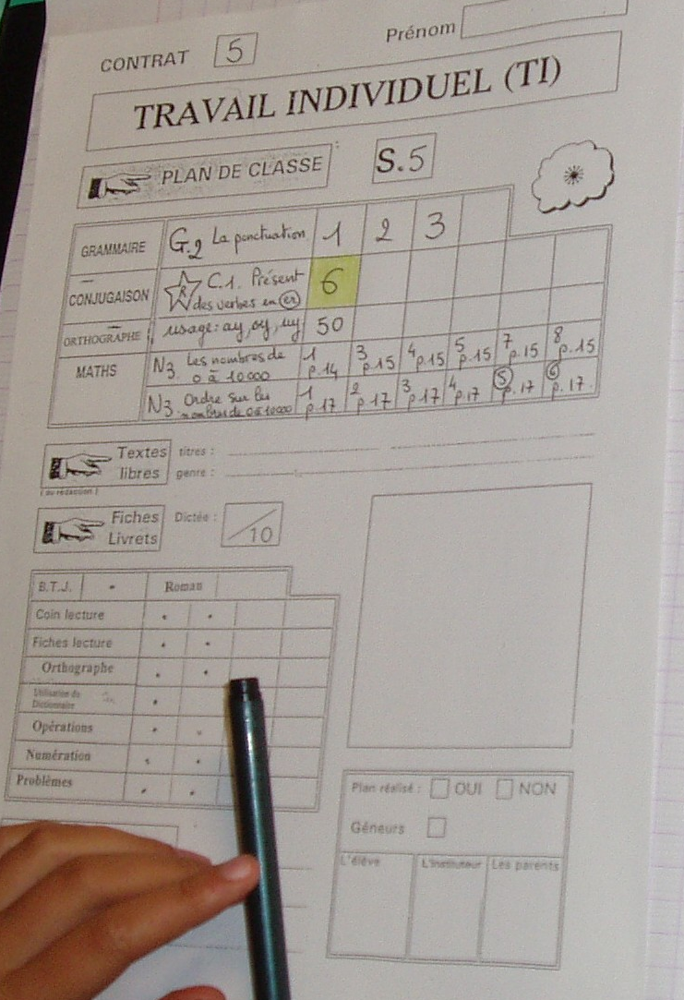 CONTRAT 5 Prénom
TRAVAIL INDIVIDUEL (TI)
PLAN DE CLASSE S.5
GRAMMAIRE G.2 La ponctuation 1 2 3
CONJUGAISON R C.1. Présent
des verbes en er 6
ORTHOGRAPHE usage: ay, oy, uy 50
MATHS N3. Les nombres de
0 à 10000
1 p.14 3 p.15 4 p.15 5 p.15 7 p.15 8 p.15
N3. Ordre sur les
nombres de 0 à 10000
1 p.17 2 p.17 3 p.17 4 p.17 5 p.17 6 p.17.
Textes titres :
libres genre :
( ou rédaction )
Fiches Dictée :
Livrets /10
B.T.J. Roman
Coin lecture
Fiches lecture
Orthographe
Utilisation du
Dictionnaire
Opérations
Numération
Problèmes
Plan réalisé : OUI NON
Gêneurs
L'élève L'instituteur Les parents